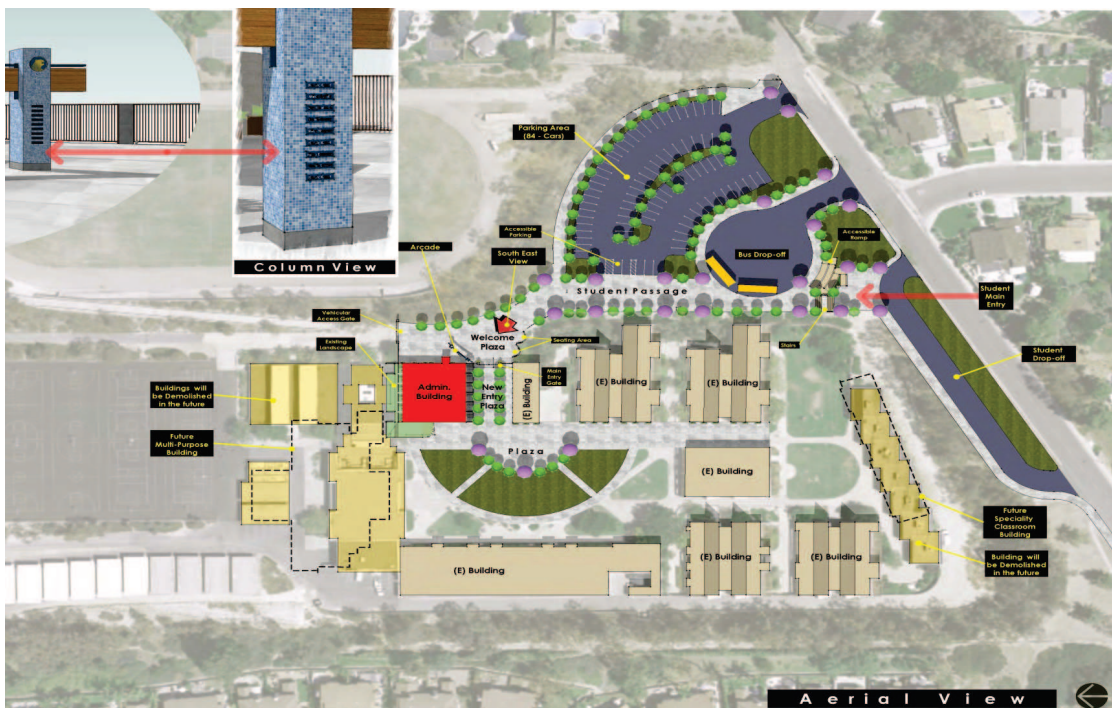 Column View
Parking Area
(84 - Cars)
Accessible
Parking
Arçade
South East
View
Bus Drop-off
Accessible
Ramp
Student Passage
Student
Main
Entry
Vehicular
Access Gate
Welcome
Plaza
Seating Area
Stairs
Existing
Landscape
Student
Drop-off
Buildings will
be Demolished
in the future
Admin.
Building
New
Entry
Plaza
(E) Building
Main
Entry
Gate
(E) Building
(E) Building
Future
Multi-Purpose
Building
Plaza
(E) Building
Future
Speciality
Classroom
Building
(E) Building
(E) Building
(E) Building
Building will
be Demolished
in the future
Aerial View